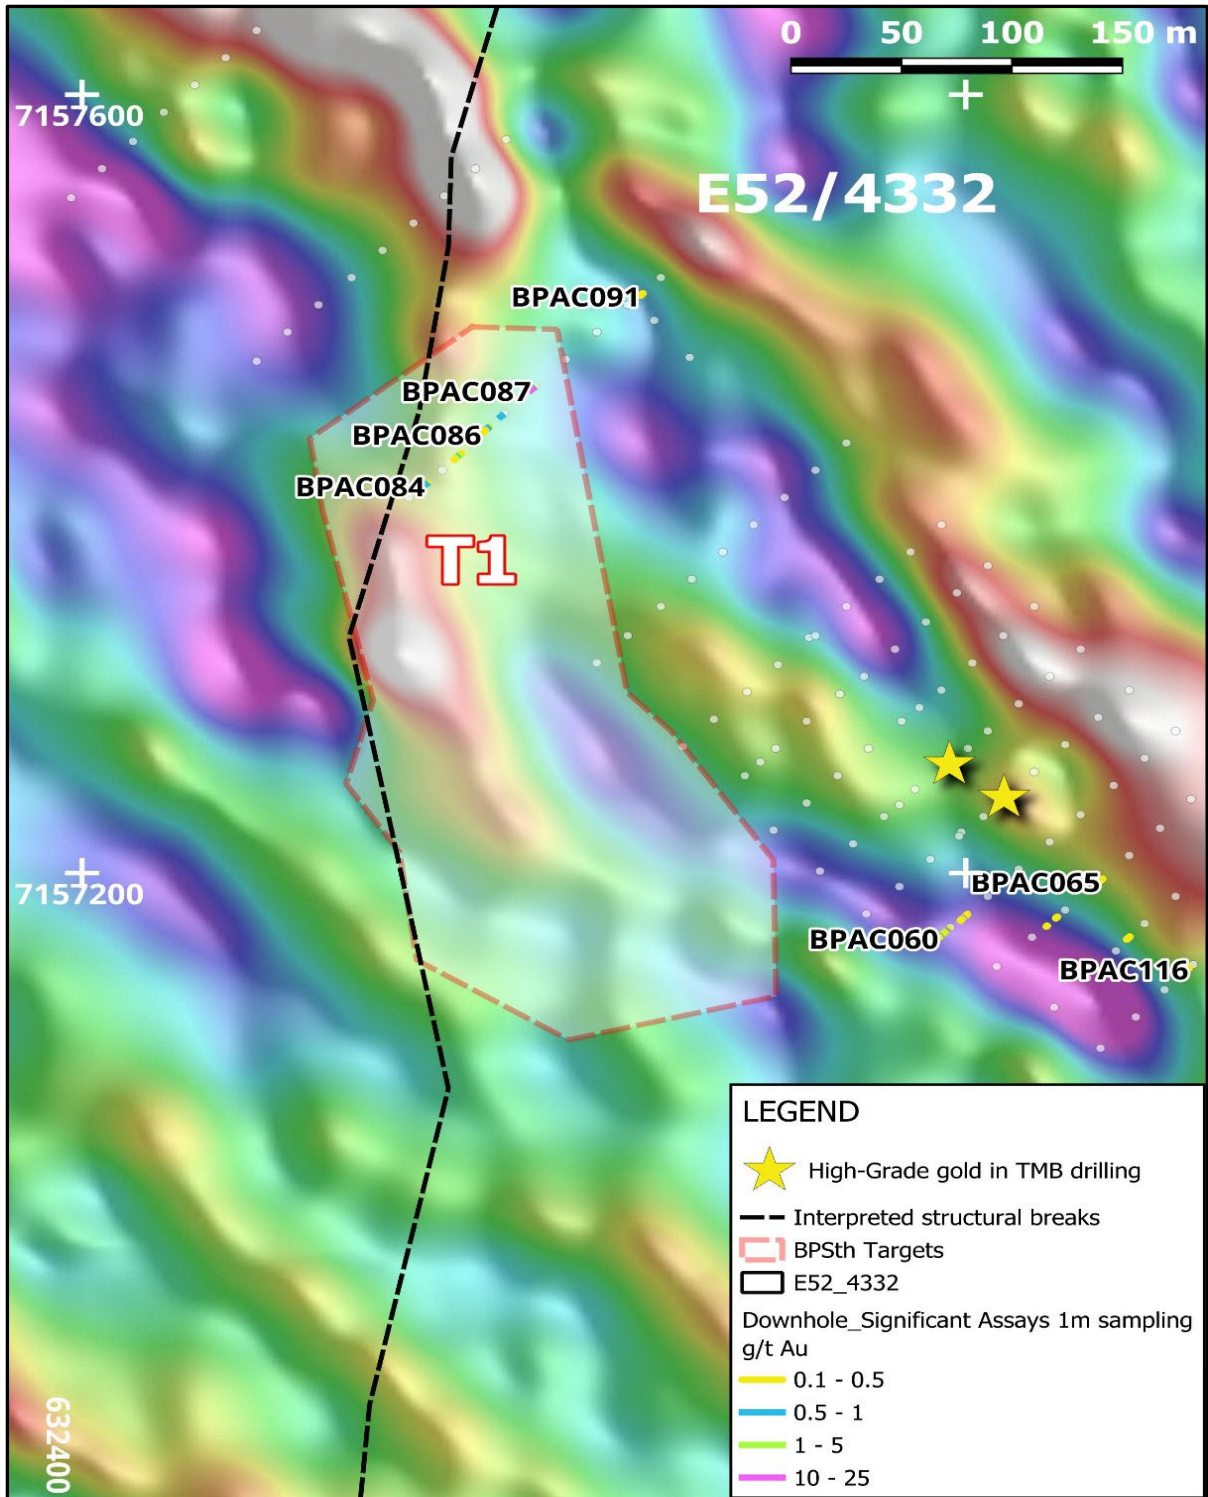 0 50 100 150 m
7157600
E52/4332
BPAC091
BPAC087
BPAC086
BPAC084
T1
7157200
BPAC065
BPAC060
BPAC116
632400
LEGEND
High-Grade gold in TMB drilling
Interpreted structural breaks
BPSth Targets
E52_4332
Downhole_Significant Assays 1m sampling
g/t Au
0.1 - 0.5
0.5 - 1
1 - 5
10 - 25